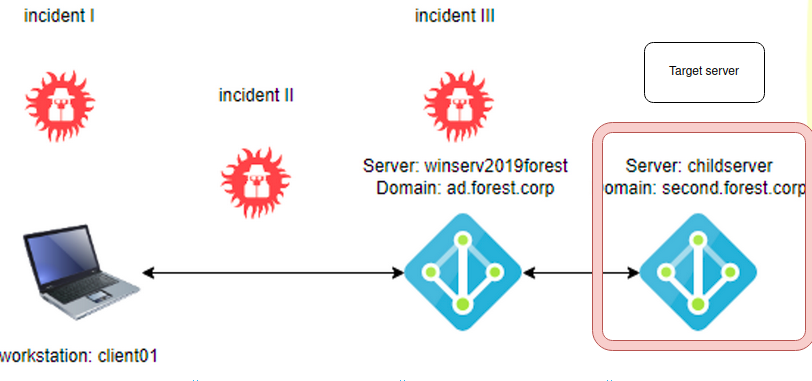 incident I
incident III
Target server
incident II
Server: winserv2019forest
Domain: ad.forest.corp
Server: childserver
omain: second.forest.corp
workstation: client01